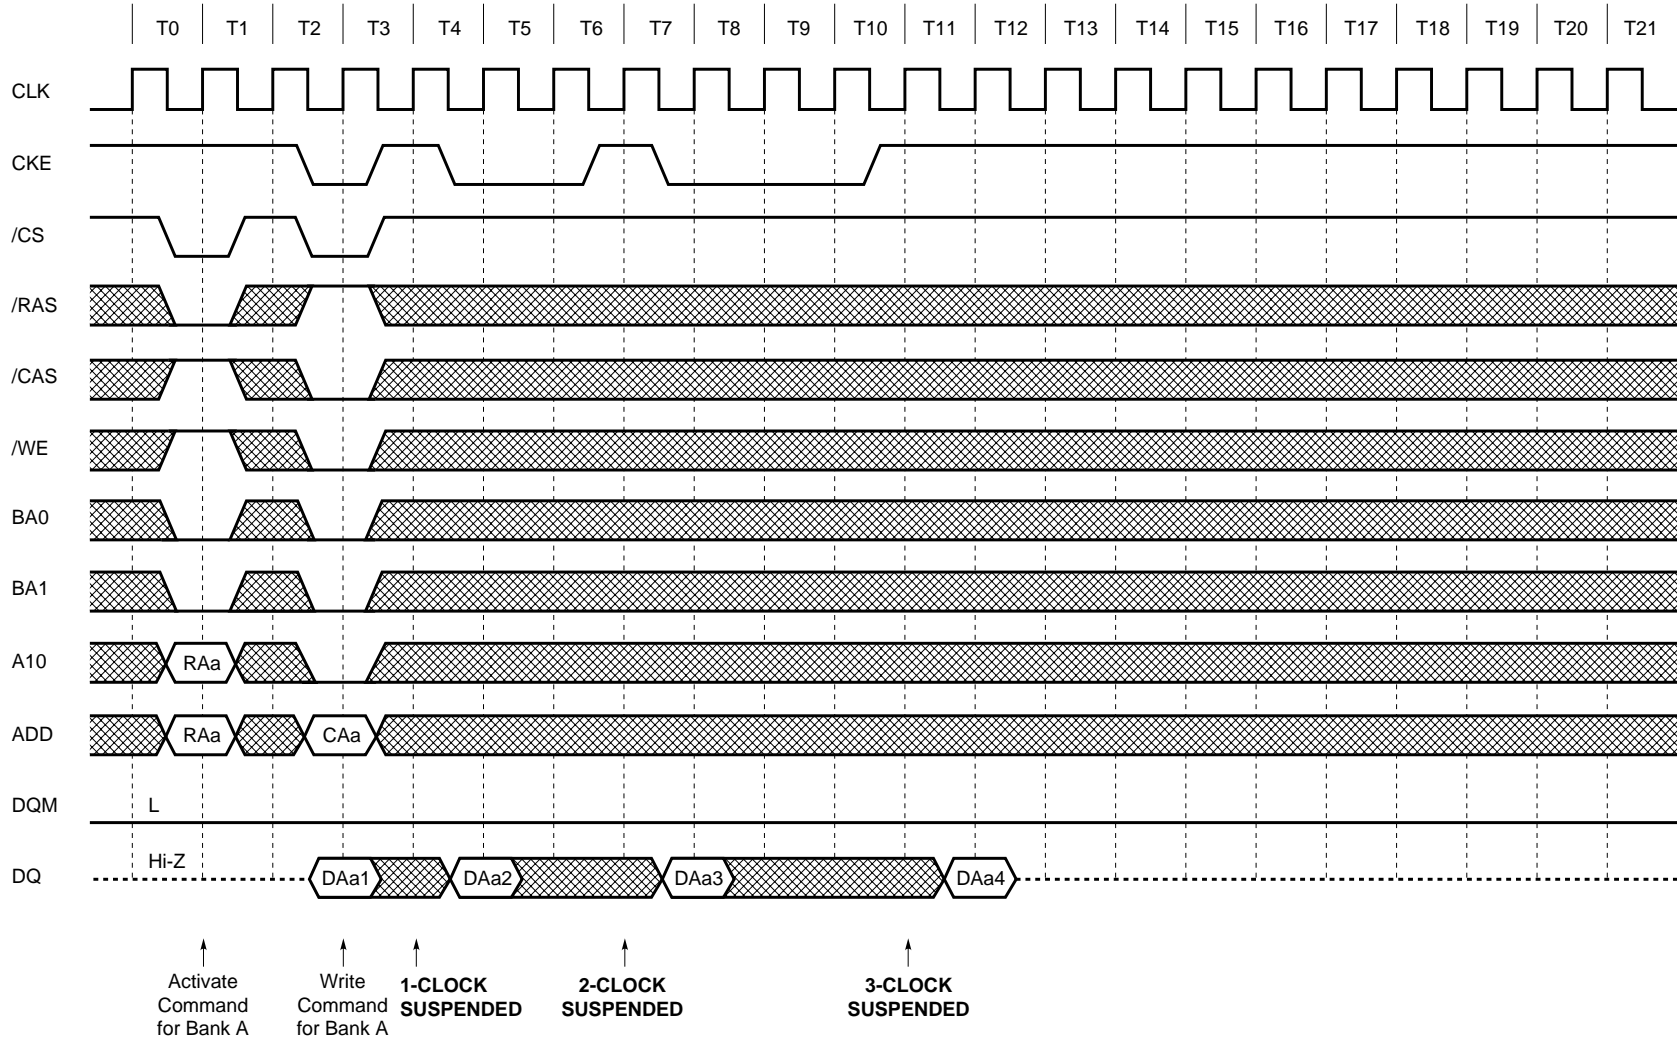 T0 T1 T2 T3 T4 T5 T6 T7 T8 T9 T10 T11 T12 T13 T14 T15 T16 T17 T18 T19 T20 T21
CLK
CKE
/CS
/RAS
/CAS
/WE
BA0
BA1
A10 RAa
ADD RAa CAa
DQM L
DQ Hi-Z DAa1 DAa2 DAa3 DAa4
Activate
Command
for Bank A
Write
Command
for Bank A
1-CLOCK
SUSPENDED
2-CLOCK
SUSPENDED
3-CLOCK
SUSPENDED